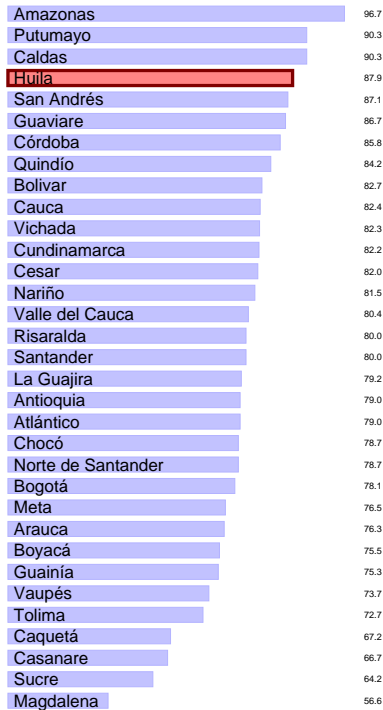 Amazonas 96.7
Putumayo 90.3
Caldas 90.3
Huila 87.9
San Andrés 87.1
Guaviare 86.7
Córdoba 85.8
Quindío 84.2
Bolivar 82.7
Cauca 82.4
Vichada 82.3
Cundinamarca 82.2
Cesar 82.0
Nariño 81.5
Valle del Cauca 80.4
Risaralda 80.0
Santander 80.0
La Guajira 79.2
Antioquia 79.0
Atlántico 79.0
Chocó 78.7
Norte de Santander 78.7
Bogotá 78.1
Meta 76.5
Arauca 76.3
Boyacá 75.5
Guainía 75.3
Vaupés 73.7
Tolima 72.7
Caquetá 67.2
Casanare 66.7
Sucre 64.2
Magdalena 56.6